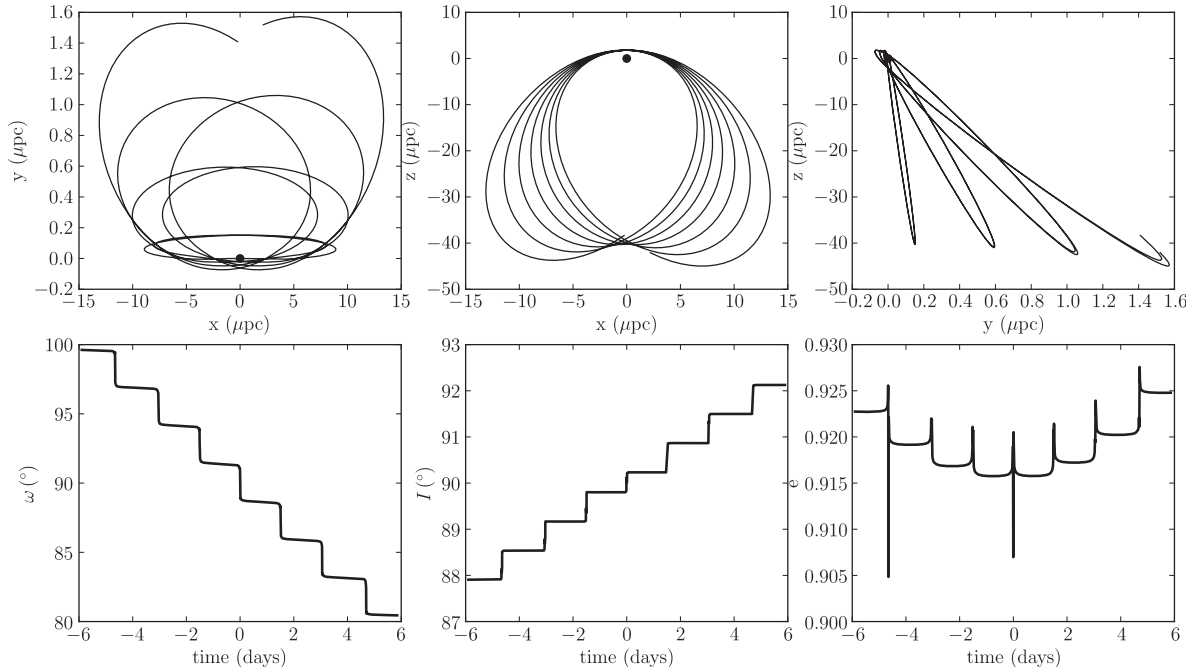 1.6
1.4
1.2
1.0
0.8
0.6
0.4
0.2
0.0
−0.2
−15 −10 −5 0 5 10 15
x (μpc)
y (μpc)
10
0
−10
−20
−30
−40
−50
−15 −10 −5 0 5 10 15
x (μpc)
z (μpc)
10
0
−10
−20
−30
−40
−50
0.2 0.0 0.2 0.4 0.6 0.8 1.0 1.2 1.4 1.6
y (μpc)
z (μpc)
100
95
90
85
80
−6 −4 −2 0 2 4 6
time (days)
ω (°)
93
92
91
90
89
88
87
−6 −4 −2 0 2 4 6
time (days)
I (°)
0.930
0.925
0.920
0.915
0.910
0.905
0.900
−6 −4 −2 0 2 4 6
time (days)
e